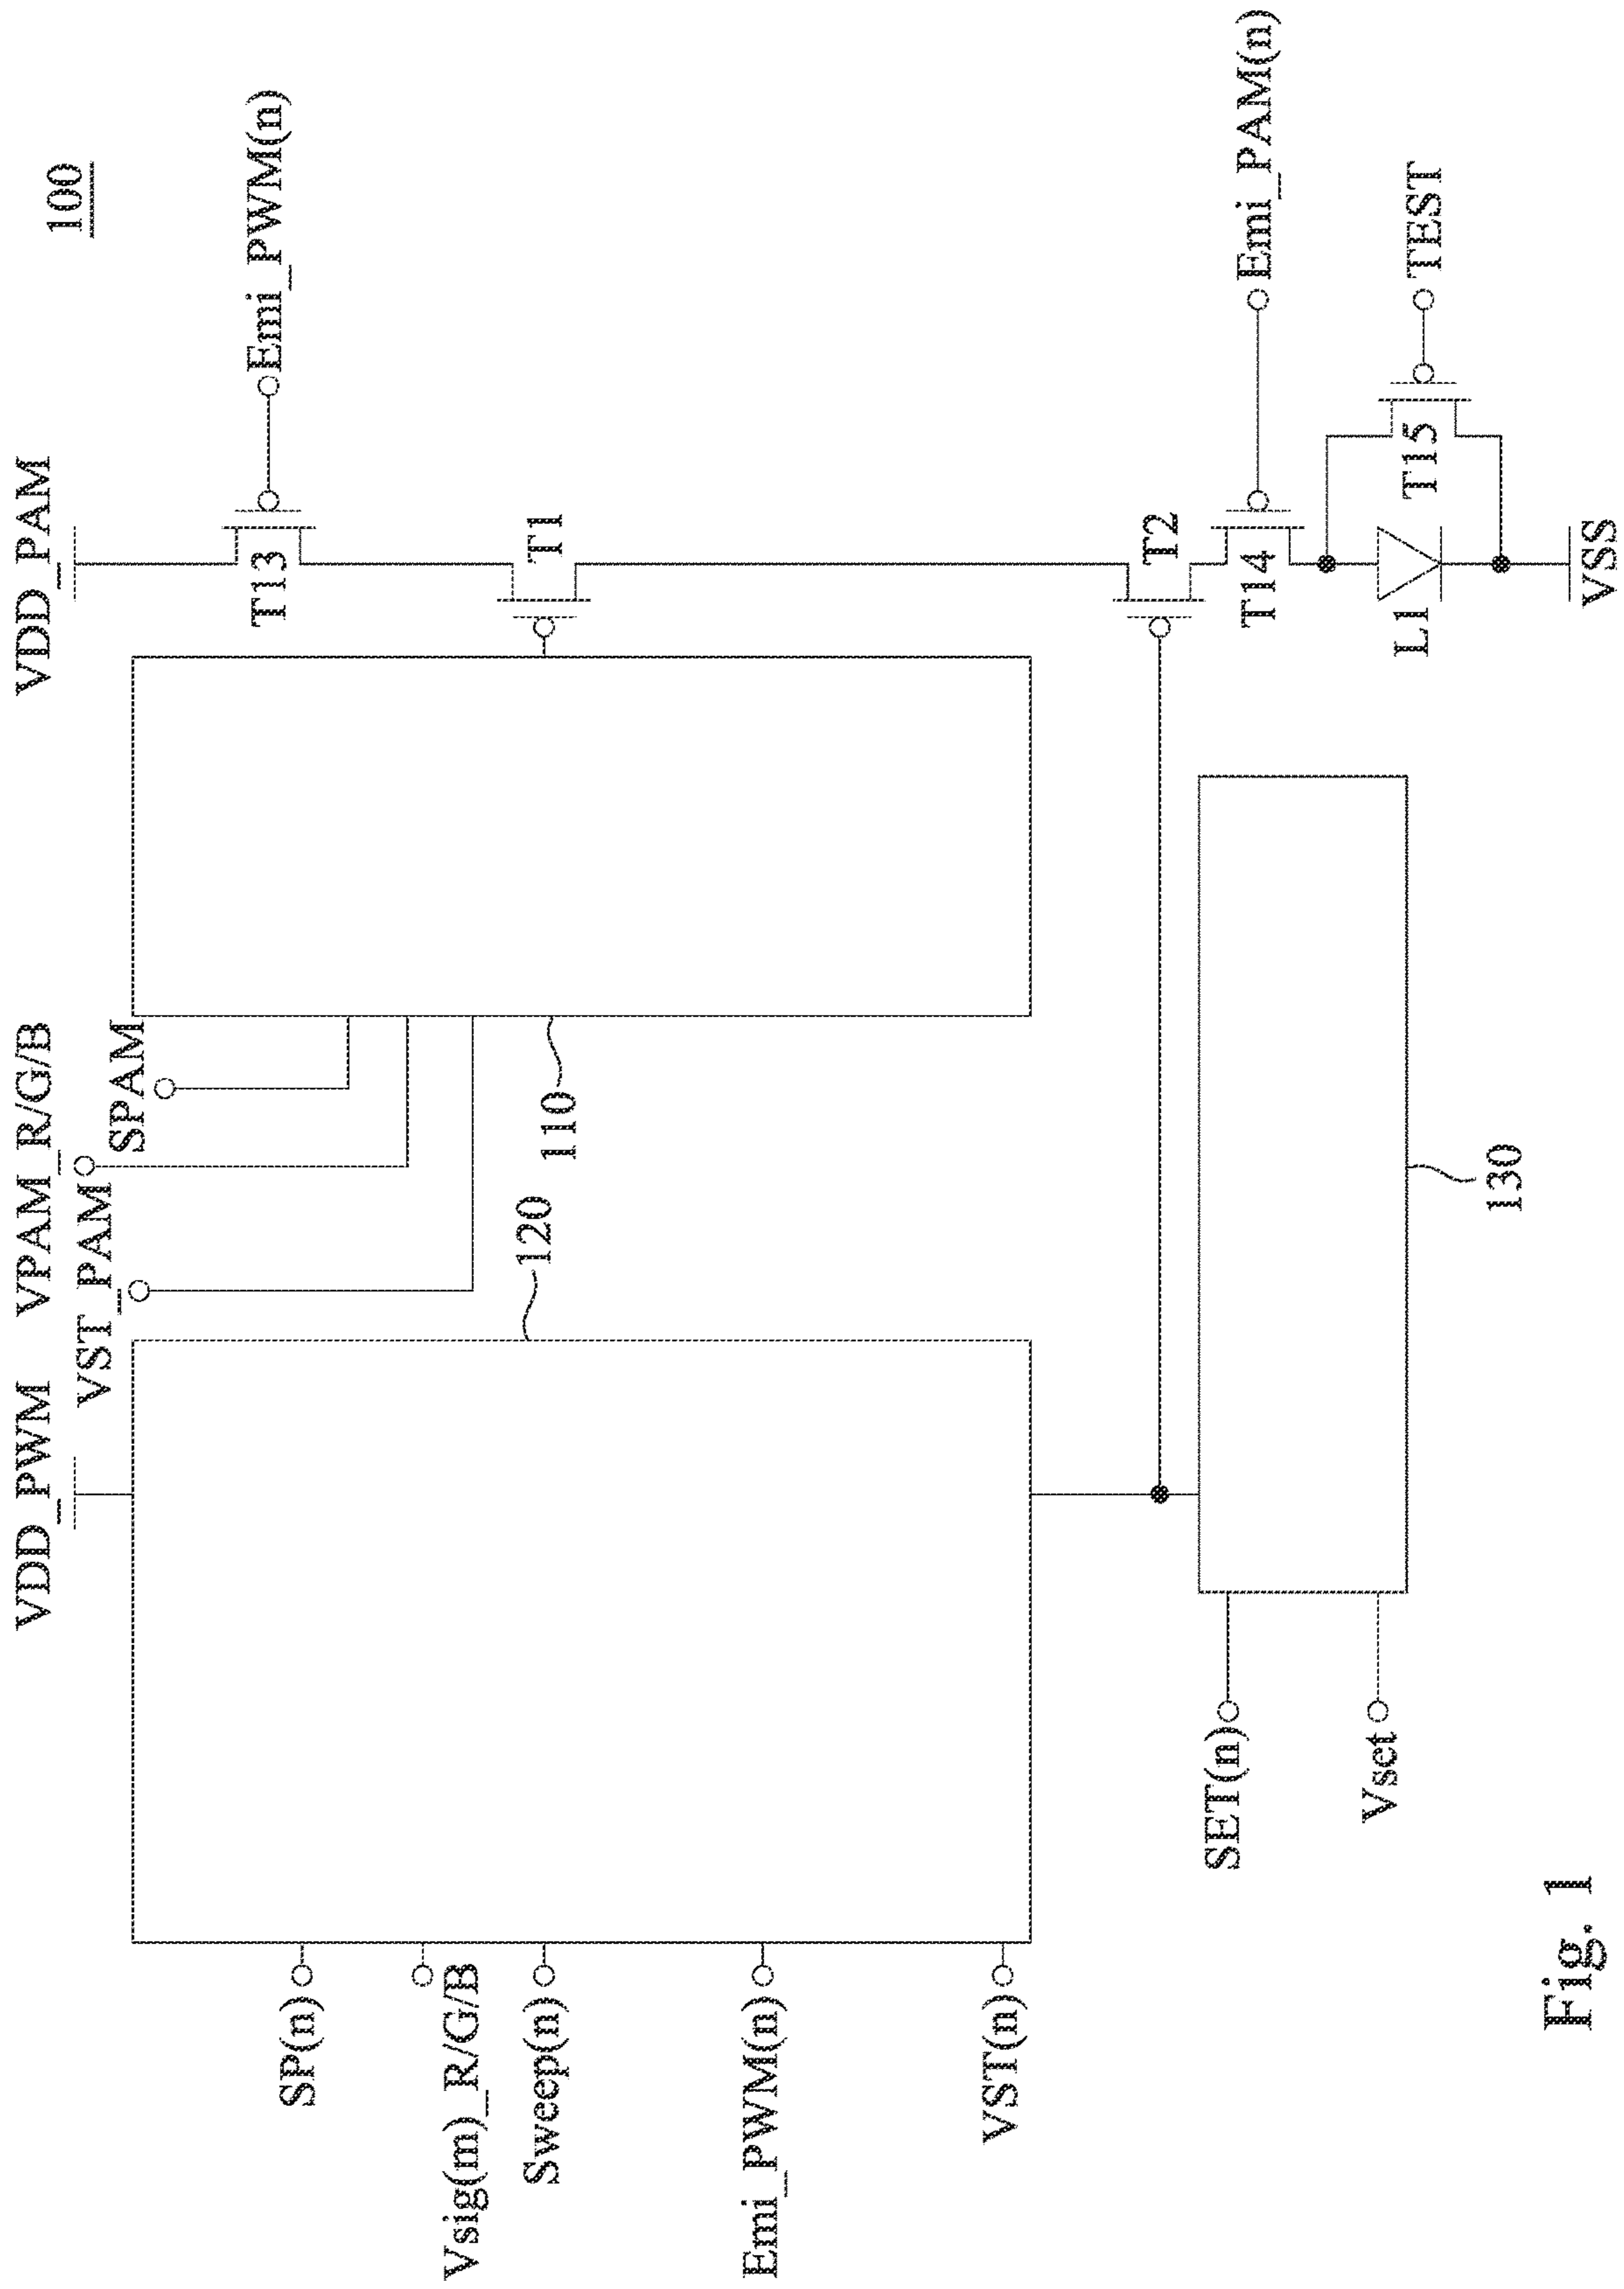 100
VDD_PWM
VPAM_R/G/B
VDD_PAM
VST_PAM
SPAM
SP(n)
Emi_PWM(n)
T13
Vsig(m)_R/G/B
Sweep(n)
120
110
T1
Emi_PWM(n)
VST(n)
T2
SET(n)
Emi_PAM(n)
T14
Vset
L1
T15
TEST
130
VSS
Fig. 1